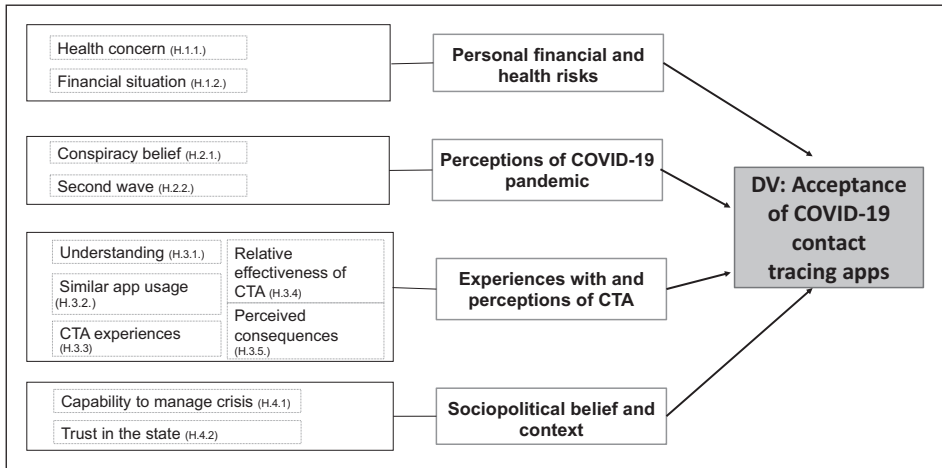 Health concern (H.1.1.)
Financial situation (H.1.2.)
Personal financial and
health risks
Conspiracy belief (H.2.1.)
Second wave (H.2.2.)
Perceptions of COVID-19
pandemic
DV: Acceptance
of COVID-19
contact
tracing apps
Understanding (H.3.1.)
Similar app usage
(H.3.2.)
CTA experiences
(H.3.3)
Relative
effectiveness of
CTA (H.3.4)
Perceived
consequences
(H.3.5.)
Experiences with and
perceptions of CTA
Capability to manage crisis (H.4.1)
Trust in the state (H.4.2)
Sociopolitical belief and
context